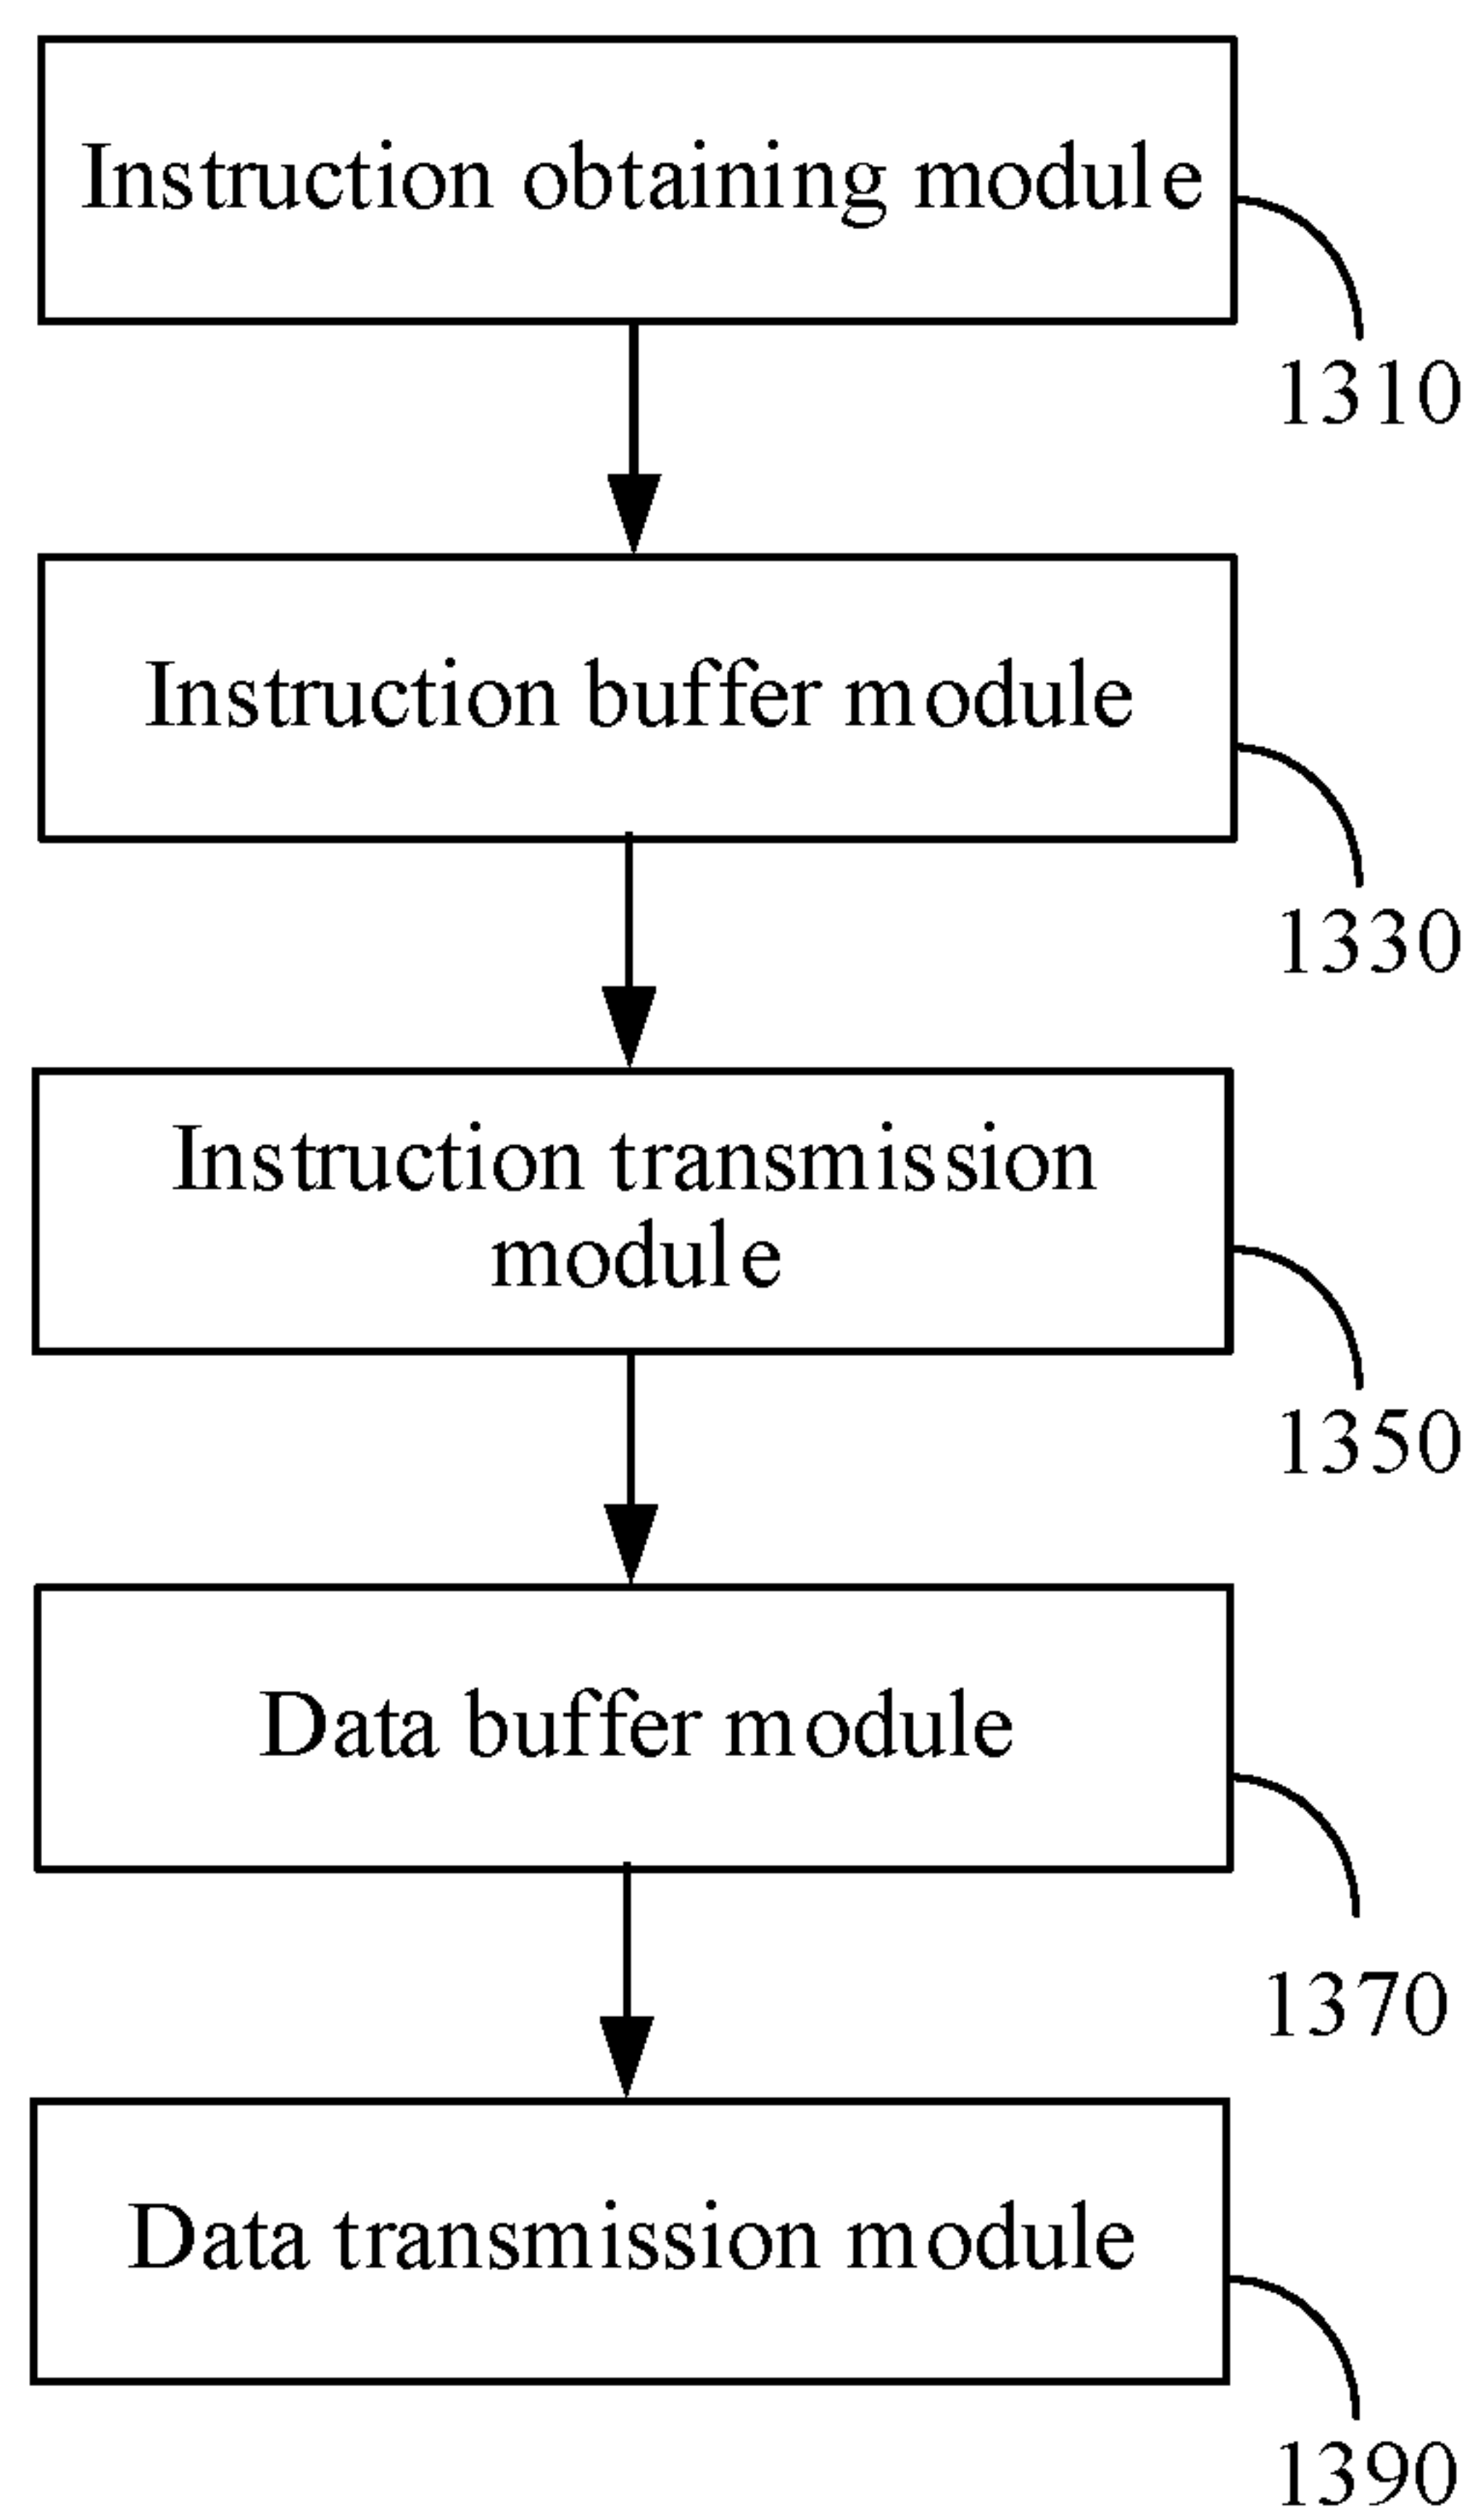 Instruction obtaining module
1310
Instruction buffer module
1330
Instruction transmission
module
1350
Data buffer module
1370
Data transmission module
1390